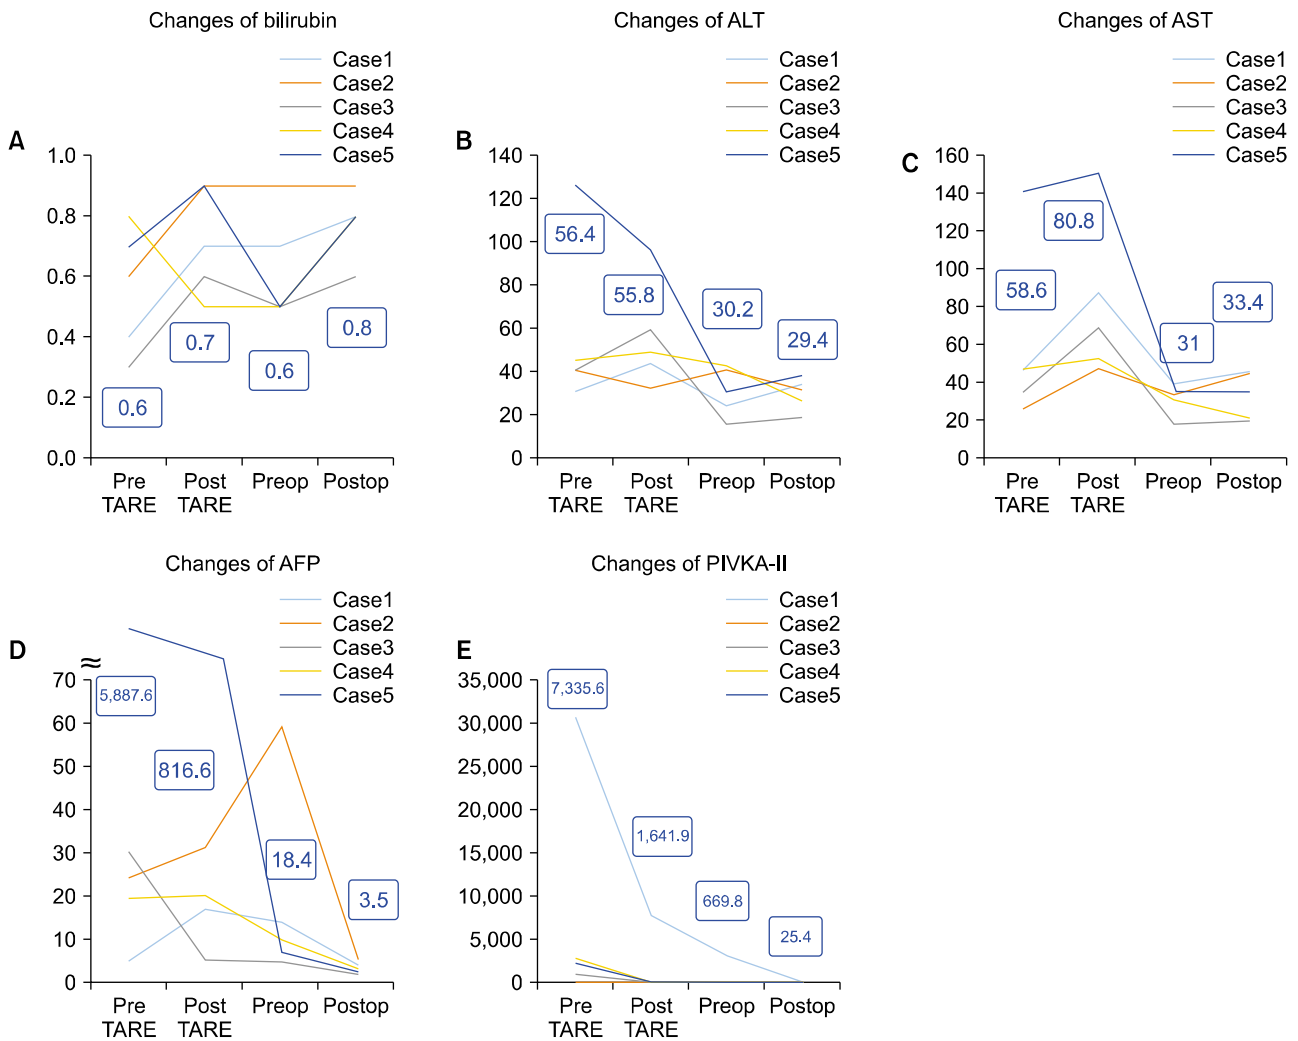 Changes of bilirubin
Case1
Case2
Case3
Case4
Case5
A
1.0
0.8
0.6
0.4
0.2
0.0
0.6
0.7
0.6
0.8
Pre TARE
Post TARE
Preop
Postop
Changes of ALT
Case1
Case2
Case3
Case4
Case5
B
140
120
100
80
60
40
20
0
56.4
55.8
30.2
29.4
Pre TARE
Post TARE
Preop
Postop
Changes of AST
Case1
Case2
Case3
Case4
Case5
C
160
140
120
100
80
60
40
20
0
58.6
80.8
31
33.4
Pre TARE
Post TARE
Preop
Postop
Changes of AFP
Case1
Case2
Case3
Case4
Case5
D
≈
70
60
50
40
30
20
10
0
5,887.6
816.6
18.4
3.5
Pre TARE
Post TARE
Preop
Postop
Changes of PIVKA-II
Case1
Case2
Case3
Case4
Case5
E
35,000
30,000
25,000
20,000
15,000
10,000
5,000
0
7,335.6
1,641.9
669.8
25.4
Pre TARE
Post TARE
Preop
Postop